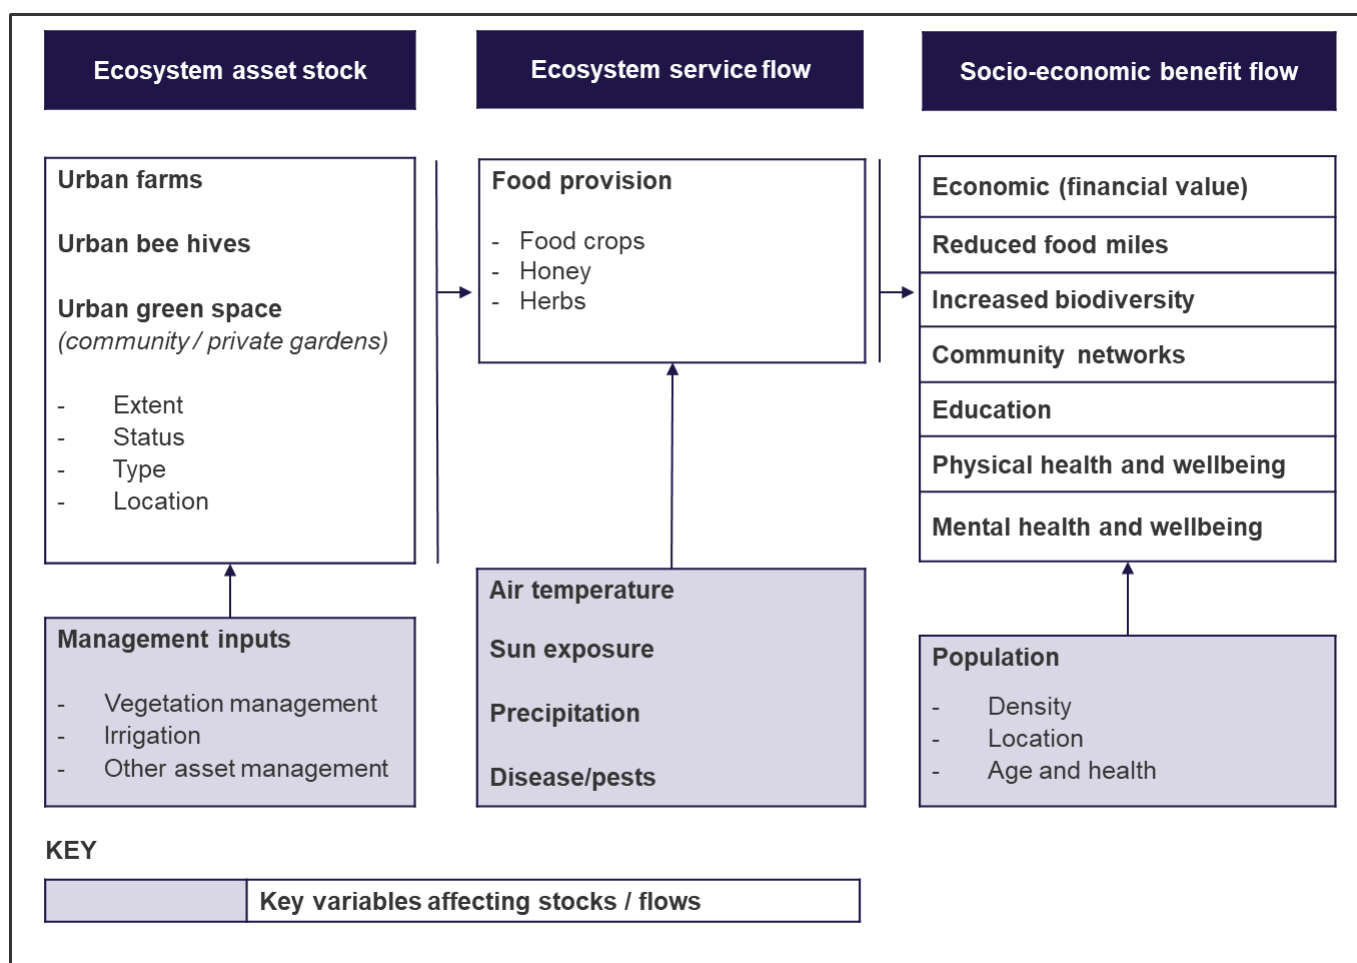 Ecosystem asset stock
Ecosystem service flow
Socio-economic benefit flow
Urban farms
Urban bee hives
Urban green space
(community / private gardens)
- Extent
- Status
- Type
- Location
Food provision
- Food crops
- Honey
- Herbs
Economic (financial value)
Reduced food miles
Increased biodiversity
Community networks
Education
Physical health and wellbeing
Mental health and wellbeing
Management inputs
- Vegetation management
- Irrigation
- Other asset management
Air temperature
Sun exposure
Precipitation
Disease/pests
Population
- Density
- Location
- Age and health
KEY
Key variables affecting stocks / flows